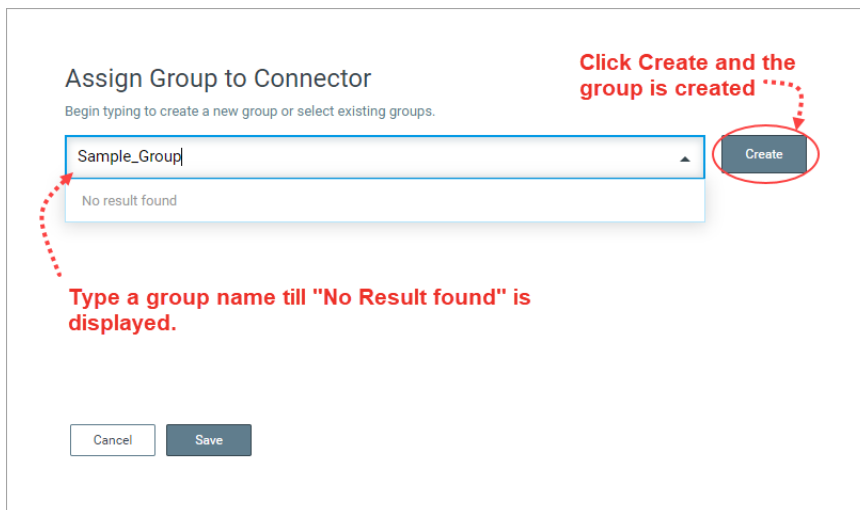 Click Create and the
group is created
Assign Group to Connector
Begin typing to create a new group or select existing groups.
Sample_Group
Create
No result found
Type a group name till "No Result found" is
displayed.
Cancel
Save